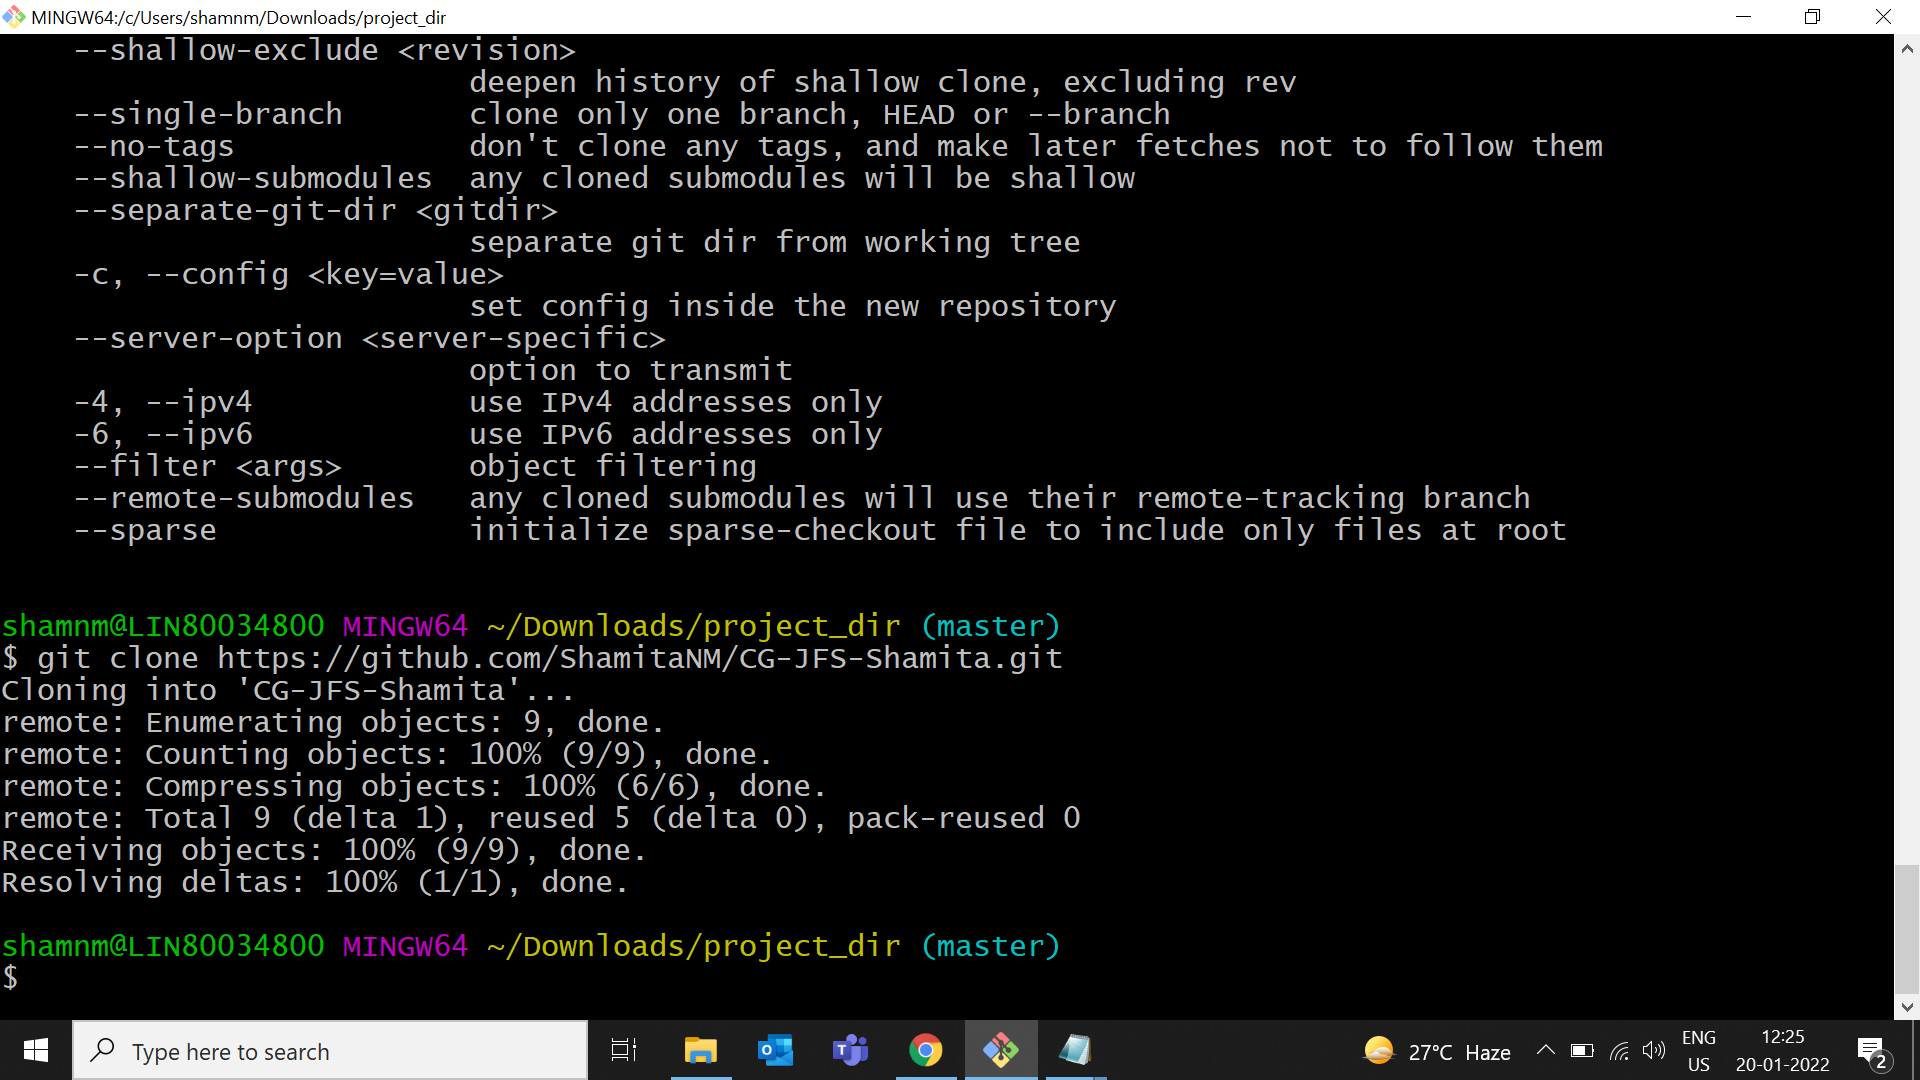 MINGW64:/c/Users/shamnm/Downloads/project_dir
--shallow-exclude <revision>
deepen history of shallow clone, excluding rev
--single-branch clone only one branch, HEAD or --branch
--no-tags don't clone any tags, and make later fetches not to follow them
--shallow-submodules any cloned submodules will be shallow
--separate-git-dir <gitdir>
separate git dir from working tree
-c, --config <key=value>
set config inside the new repository
--server-option <server-specific>
option to transmit
-4, --ipv4 use IPv4 addresses only
-6, --ipv6 use IPv6 addresses only
--filter <args> object filtering
--remote-submodules any cloned submodules will use their remote-tracking branch
--sparse initialize sparse-checkout file to include only files at root
shamnm@LIN80034800 MINGW64 ~/Downloads/project_dir (master)
$ git clone https://github.com/ShamitaNM/CG-JFS-Shamita.git
Cloning into 'CG-JFS-Shamita'...
remote: Enumerating objects: 9, done.
remote: Counting objects: 100% (9/9), done.
remote: Compressing objects: 100% (6/6), done.
remote: Total 9 (delta 1), reused 5 (delta 0), pack-reused 0
Receiving objects: 100% (9/9), done.
Resolving deltas: 100% (1/1), done.
shamnm@LIN80034800 MINGW64 ~/Downloads/project_dir (master)
$
Type here to search
27°C Haze
ENG
US
12:25
20-01-2022
2